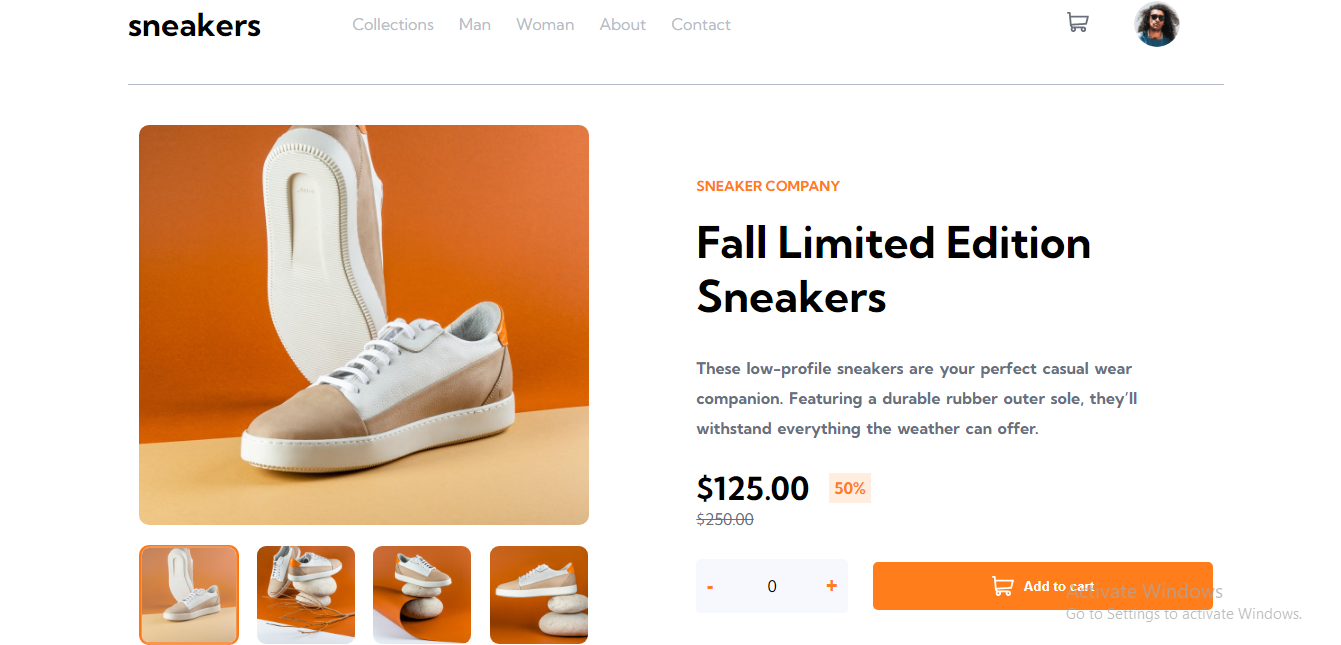 sneakers
Collections Man Woman About Contact
SNEAKER COMPANY
Fall Limited Edition
Sneakers
These low-profile sneakers are your perfect casual wear
companion. Featuring a durable rubber outer sole, they’ll
withstand everything the weather can offer.
$125.00 50%
$250.00
- 0 + Add to cart
Activate Windows
Go to Settings to activate Windows.